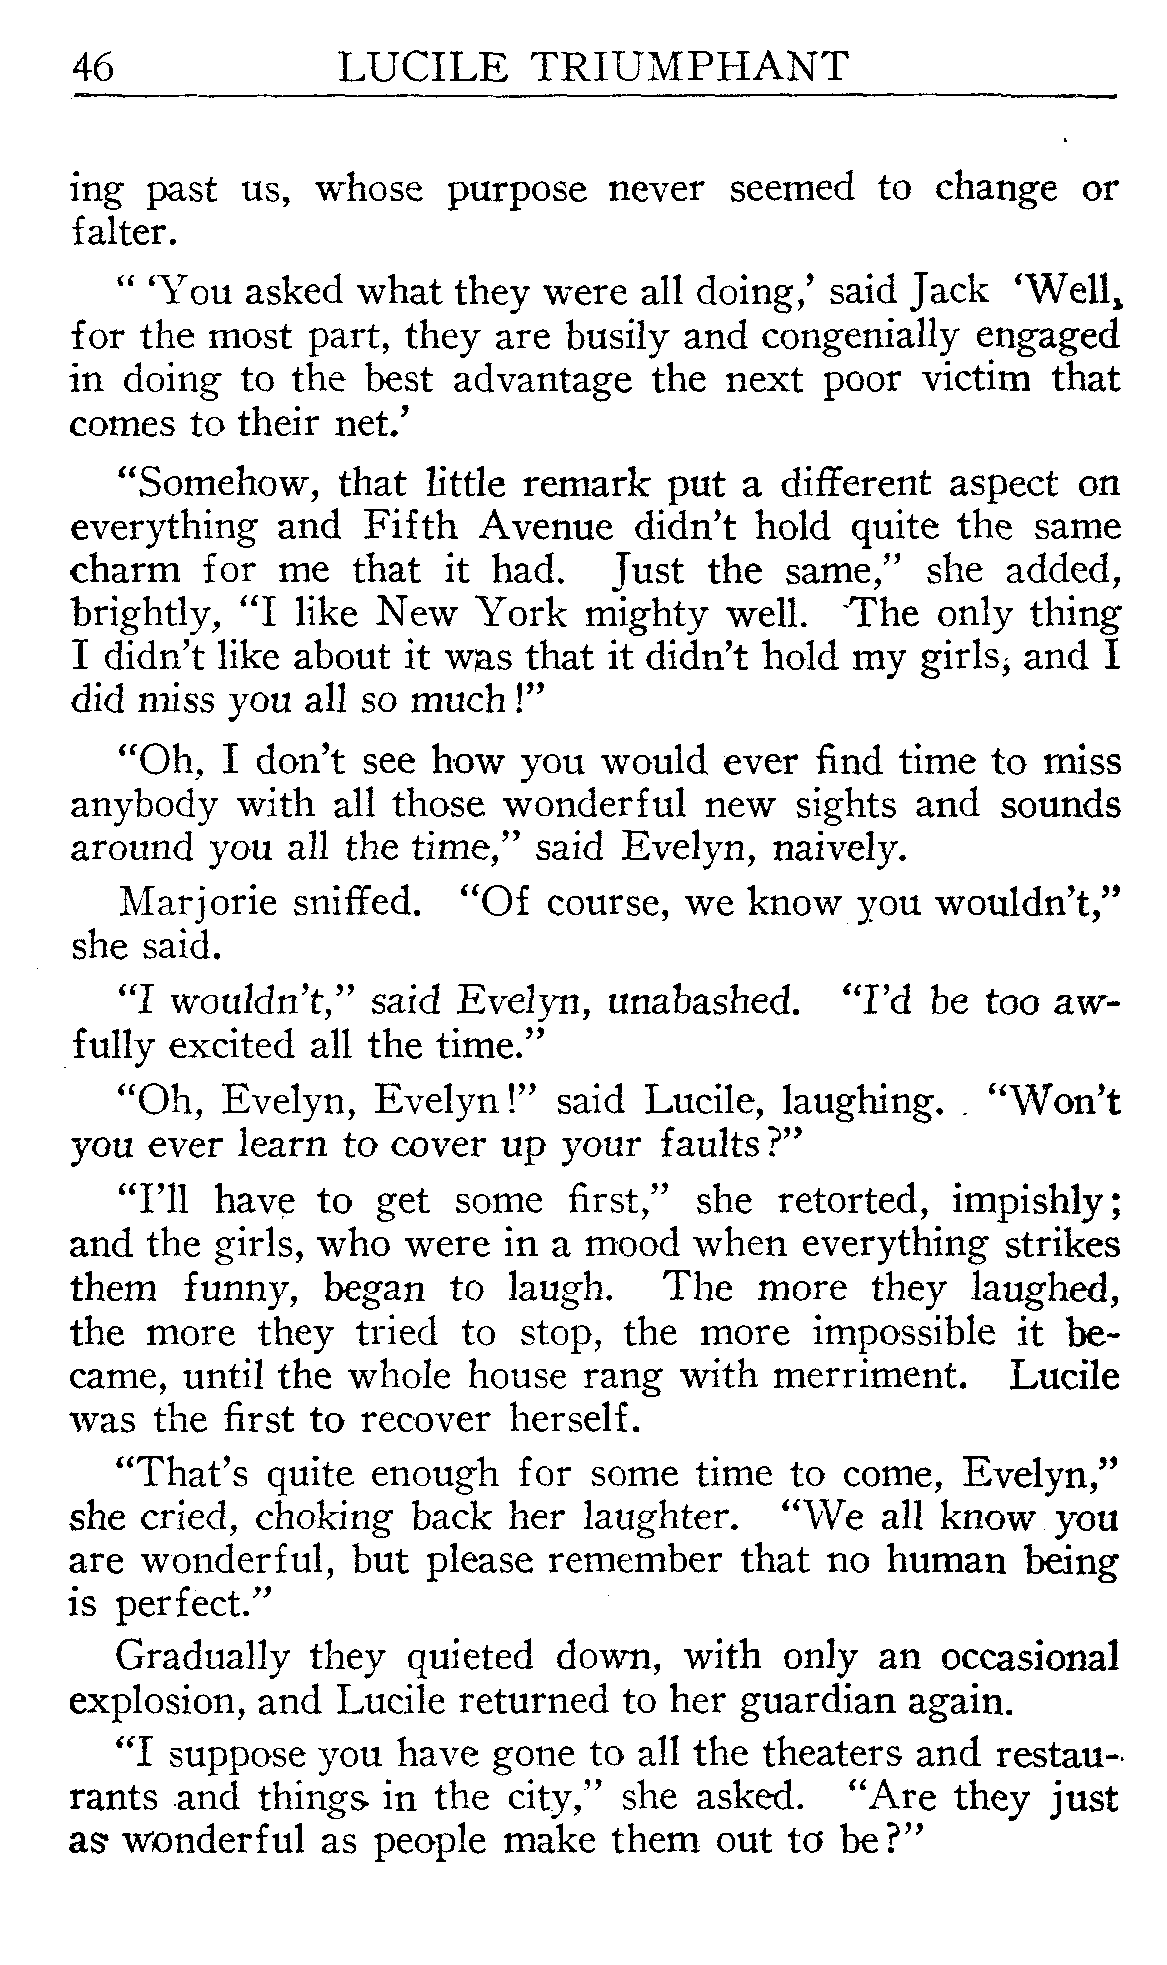 46 LUCILE TRIUMPHANT
ing past us, whose purpose never seemed to change or
falter.
“ ‘You asked what they were all doing,’ said Jack ‘Well,
for the most part, they are busily and congenially engaged
in doing to the best advantage the next poor victim that
comes to their net.’
“Somehow, that little remark put a different aspect on
everything and Fifth Avenue didn’t hold quite the same
charm for me that it had. Just the same,” she added,
brightly, “I like New York mighty well. The only thing
I didn’t like about it was that it didn’t hold my girls, and I
did miss you all so much!”
“Oh, I don’t see how you would ever find time to miss
anybody with all those wonderful new sights and sounds
around you all the time,” said Evelyn, naively.
Marjorie sniffed. “Of course, we know you wouldn’t,”
she said.
“I wouldn’t,” said Evelyn, unabashed. “I’d be too aw-
fully excited all the time.”
“Oh, Evelyn, Evelyn!” said Lucile, laughing. “Won’t
you ever learn to cover up your faults?”
“I’ll have to get some first,” she retorted, impishly;
and the girls, who were in a mood when everything strikes
them funny, began to laugh. The more they laughed,
the more they tried to stop, the more impossible it be-
came, until the whole house rang with merriment. Lucile
was the first to recover herself.
“That’s quite enough for some time to come, Evelyn,”
she cried, choking back her laughter. “We all know you
are wonderful, but please remember that no human being
is perfect.”
Gradually they quieted down, with only an occasional
explosion, and Lucile returned to her guardian again.
“I suppose you have gone to all the theaters and restau-
rants and things in the city,” she asked. “Are they just
as wonderful as people make them out to be?”